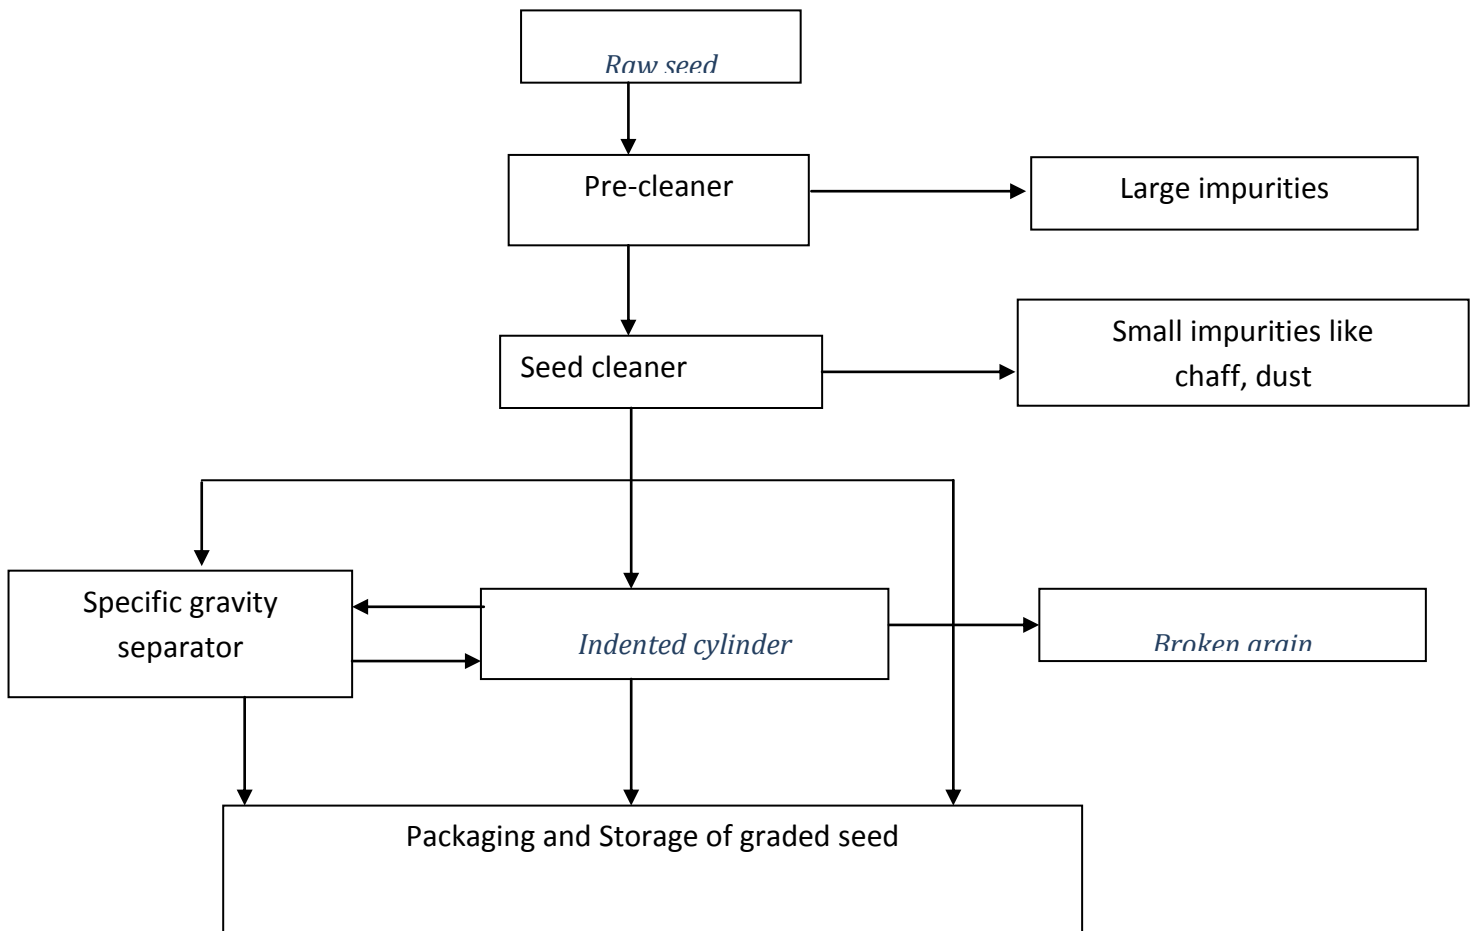 Raw seed
Pre-cleaner
Large impurities
Seed cleaner
Small impurities like
chaff, dust
Specific gravity
separator
Indented cylinder
Broken grain
Packaging and Storage of graded seed